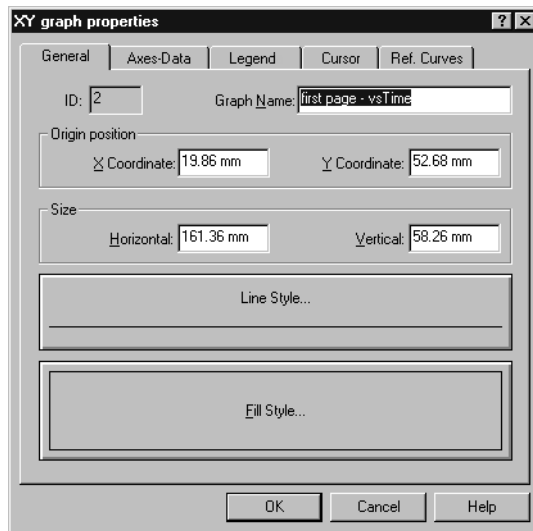 XY graph properties
General Axes-Data Legend Cursor Ref. Curves
ID: 2 Graph Name: first page - vsTime
Origin position
X Coordinate: 19.86 mm Y Coordinate: 52.68 mm
Size
Horizontal: 161.36 mm Vertical: 58.26 mm
Line Style...
Fill Style...
OK Cancel Help